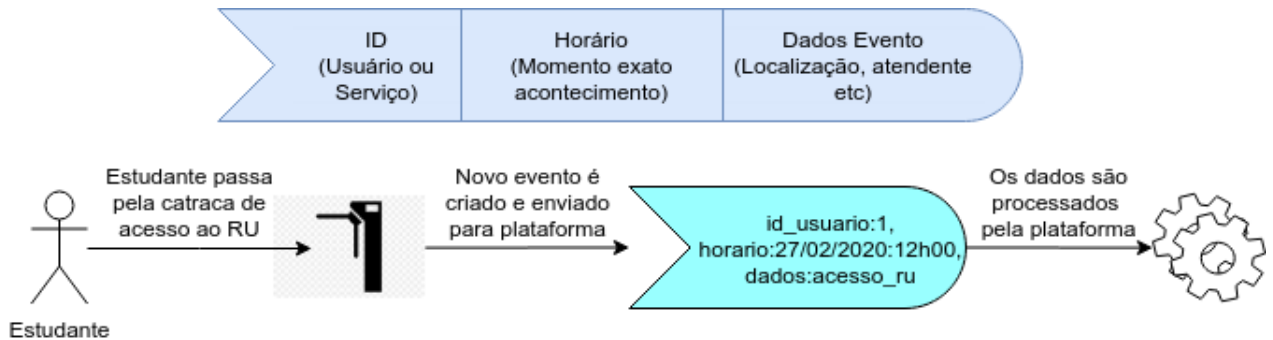 ID
(Usuário ou
Serviço)
Horário
(Momento exato
acontecimento)
Dados Evento
(Localização, atendente
etc)
Estudante passa
pela catraca de
acesso ao RU
Novo evento é
criado e enviado
para plataforma
id_usuario:1,
horario:27/02/2020:12h00,
dados:acesso_ru
Os dados são
processados
pela plataforma
Estudante